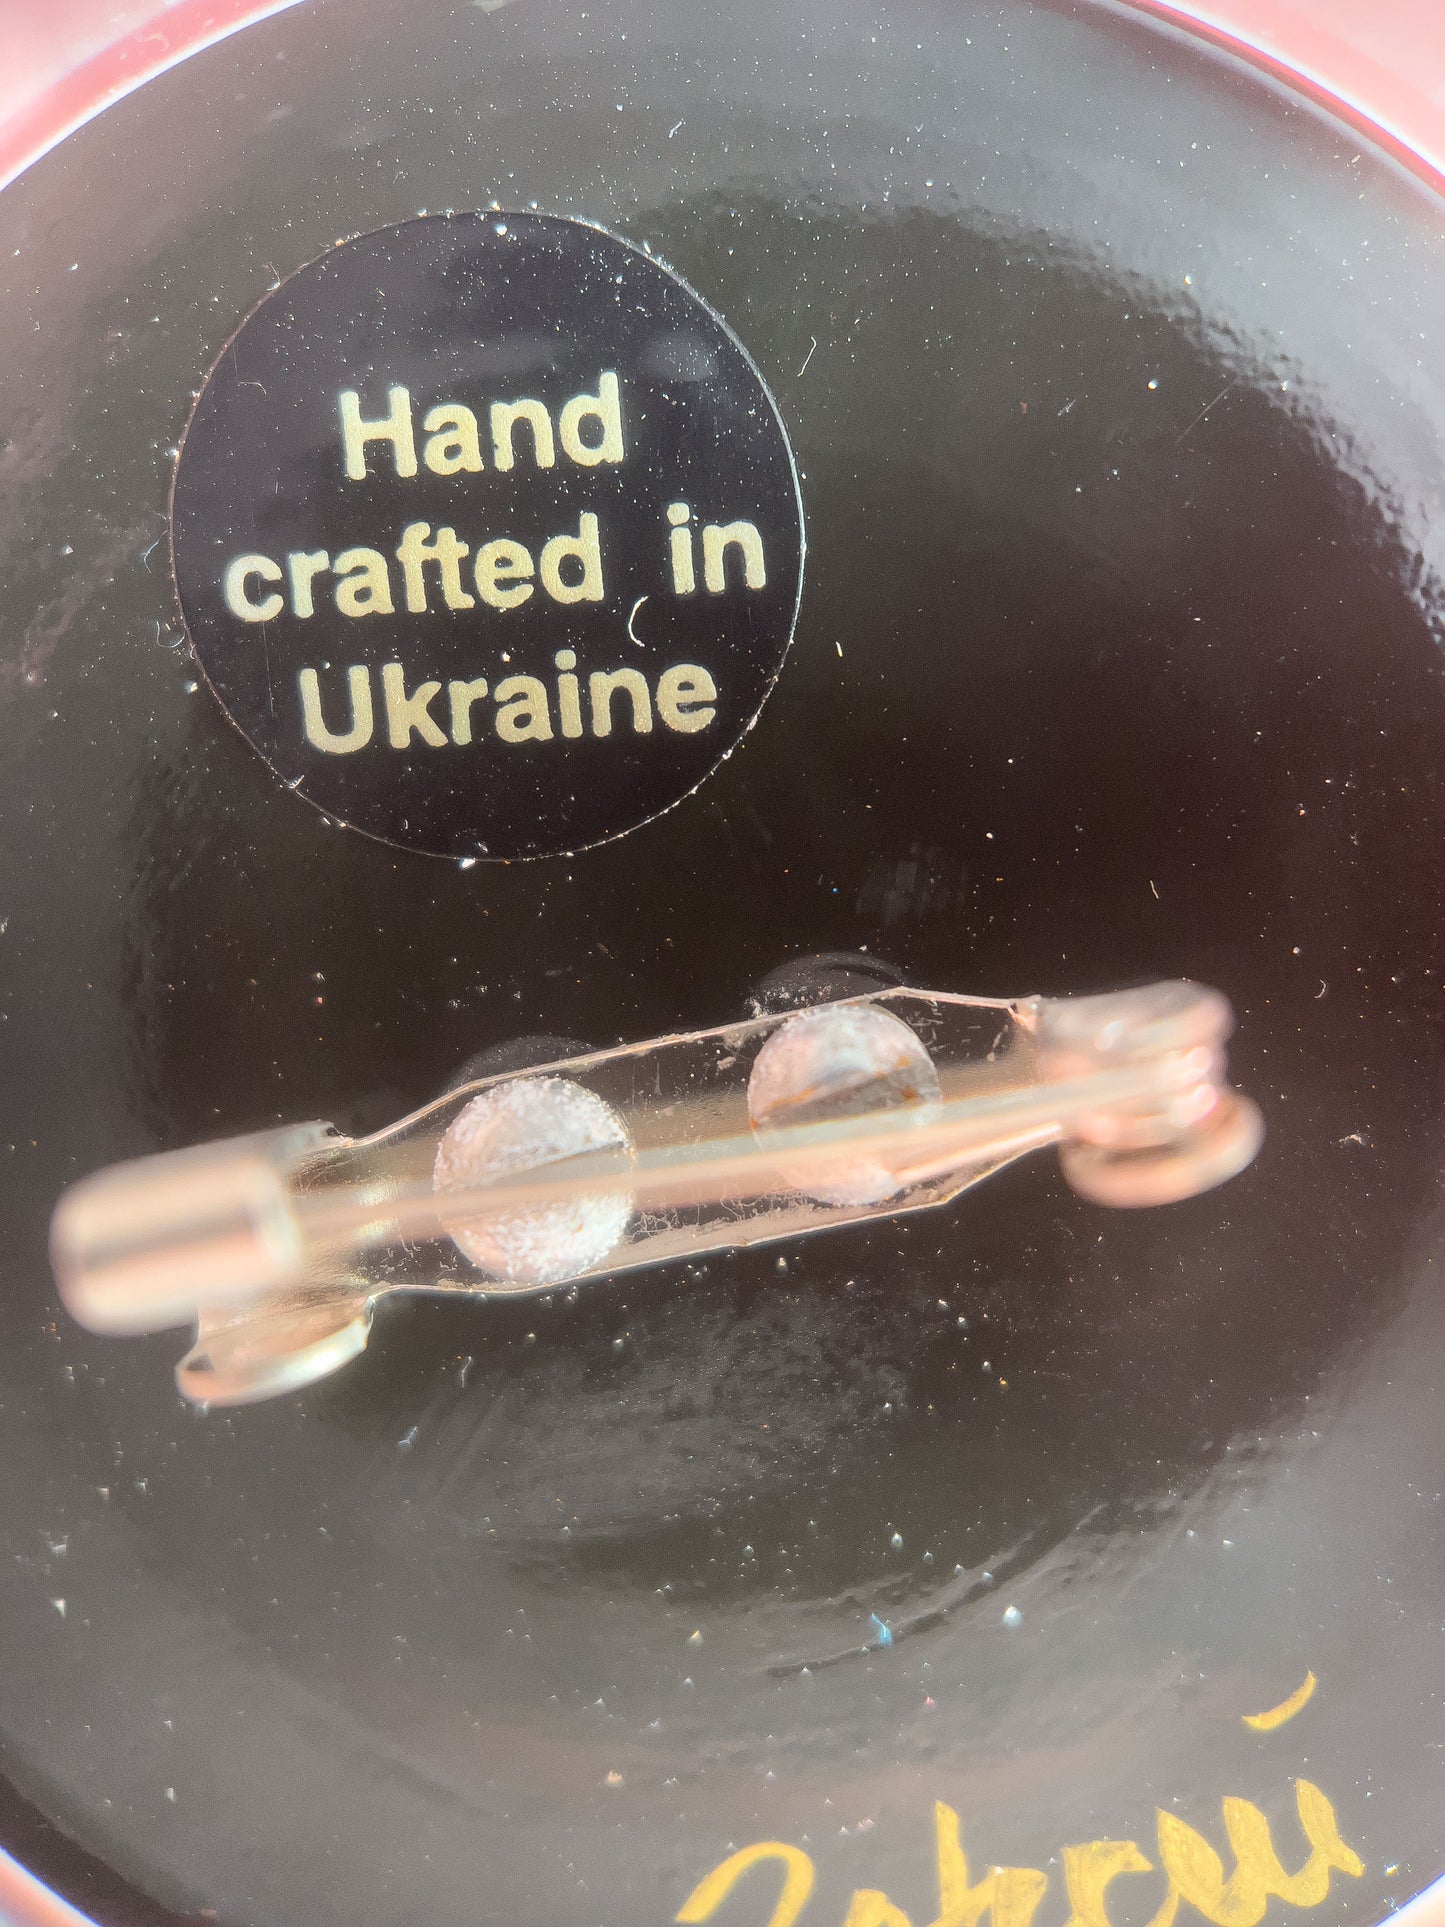 Hand
crafted in
Ukraine